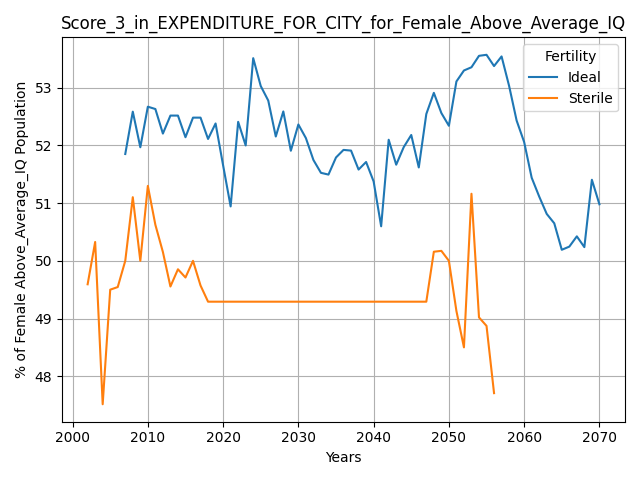 Score_3_in_EXPENDITURE_FOR_CITY_for_Female_Above_Average_IQ
Fertility
Ideal
Sterile
% of Female Above_Average_IQ Population
53
52
51
50
49
48
2000 2010 2020 2030 2040 2050 2060 2070
Years